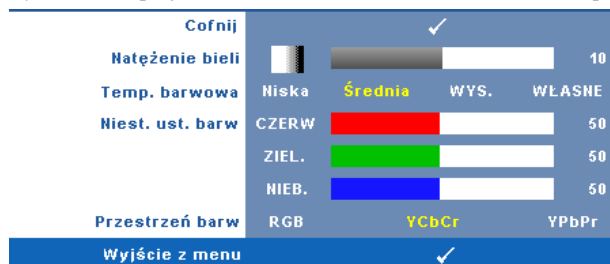 Cofnij
Natężenie bieli 10
Temp. barwowa Niska Średnia WYS. WŁASNE
Niest. ust. barw CZERW 50
ZIEL. 50
NIEB. 50
Przestrzeń barw RGB YCbCr YPbPr
Wyjście z menu